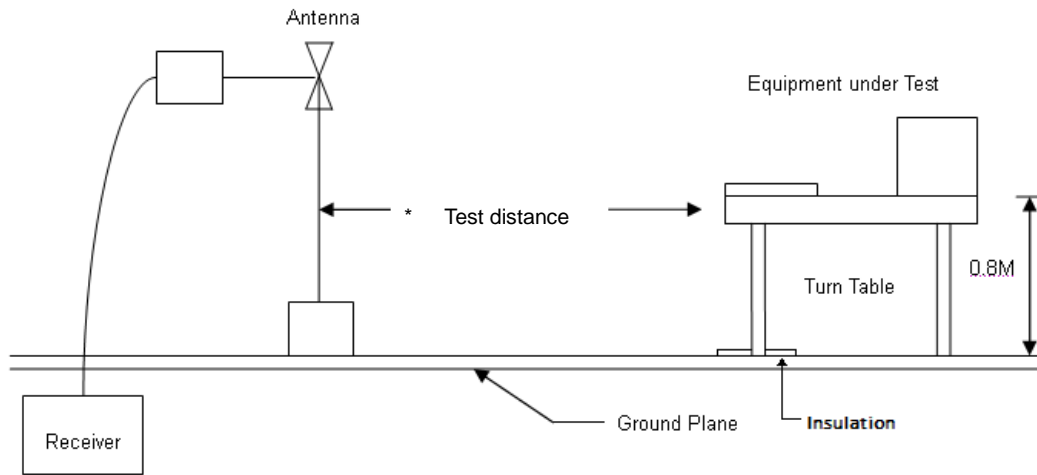 Antenna
Equipment under Test
* Test distance
0.8M
Turn Table
Ground Plane
Insulation
Receiver